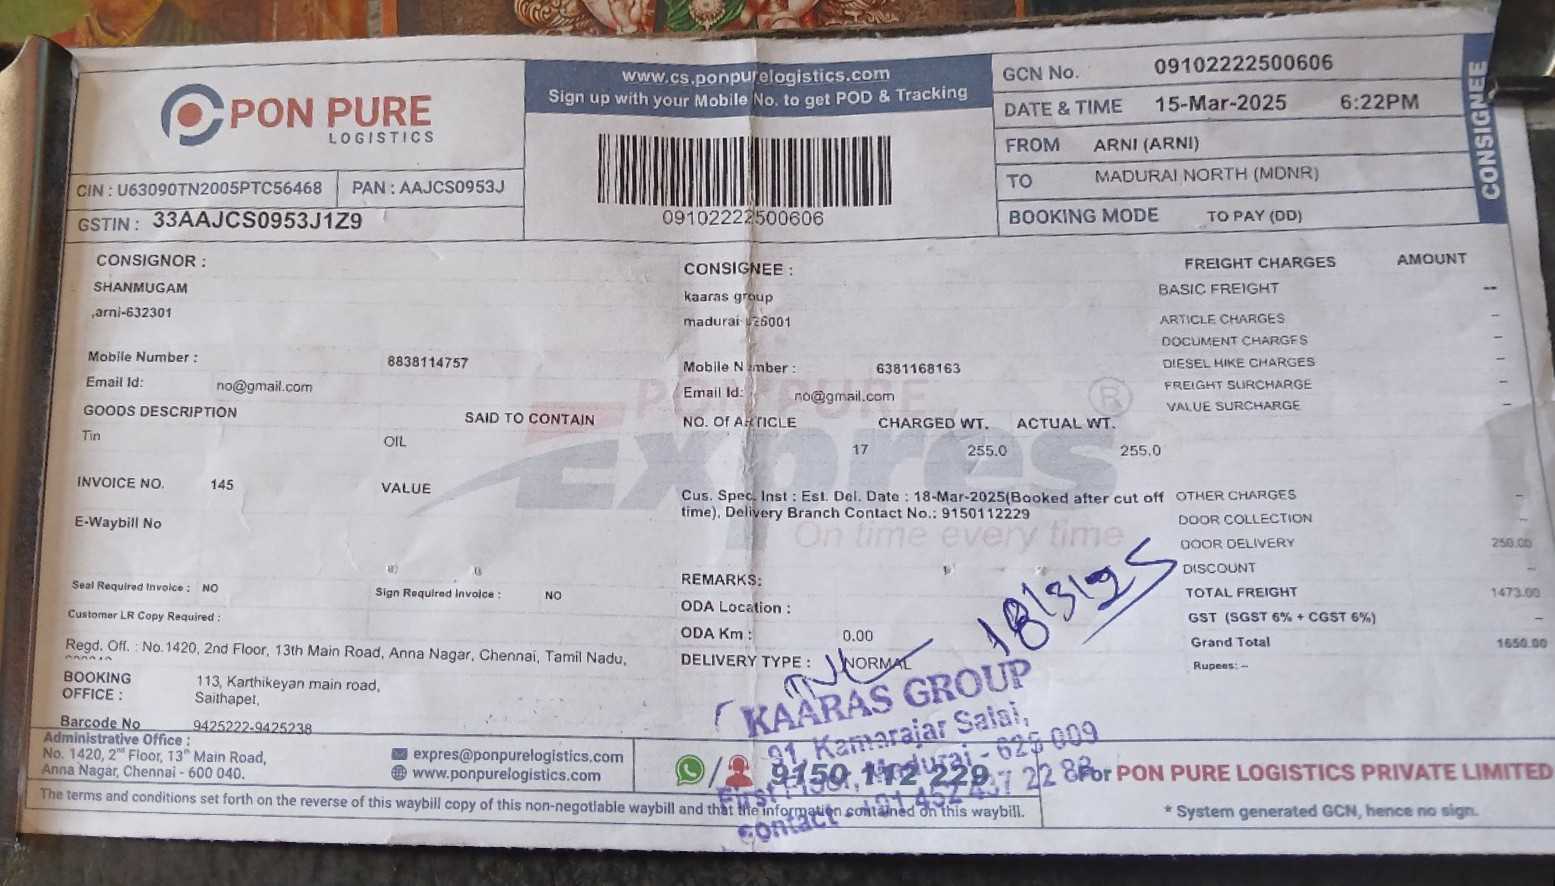 PON PURE
LOGISTICS
CIN : U63090TN2005PTC56468 PAN : AAJCS0953J
GSTIN : 33AAJCS0953J1Z9
www.cs.ponpurelogistics.com
Sign up with your Mobile No. to get POD & Tracking
09102222500606
GCN No. 09102222500606
DATE & TIME 15-Mar-2025 6:22PM
FROM ARNI (ARNI)
TO MADURAI NORTH (MDNR)
BOOKING MODE TO PAY (DD)
CONSIGNEE
CONSIGNOR :
SHANMUGAM
,arni-632301
Mobile Number : 8838114757
Email Id: no@gmail.com
GOODS DESCRIPTION SAID TO CONTAIN
Tin OIL
INVOICE NO. 145 VALUE
E-Waybill No
Seal Required Invoice : NO Sign Required Invoice : NO
Customer LR Copy Required :
Regd. Off. : No.1420, 2nd Floor, 13th Main Road, Anna Nagar, Chennai, Tamil Nadu,
BOOKING OFFICE : 113, Karthikeyan main road,
Saithapet,
Barcode No 9425222-9425238
CONSIGNEE :
kaaras group
madurai
Mobile Number : 6381168163
Email Id: no@gmail.com
NO. Of ARTICLE CHARGED WT. ACTUAL WT.
17 255.0 255.0
Cus. Spec. Inst : Est. Del. Date : 18-Mar-2025(Booked after cut off
time), Delivery Branch Contact No.: 9150112229
PON PURE
Expres ®
On time every time
REMARKS:
ODA Location :
ODA Km : 0.00
DELIVERY TYPE : NORMAL
18/3/25
KAARAS GROUP
91, Kamarajar Salai,
First Floor, Madurai - 625 009
Contact
FREIGHT CHARGES AMOUNT
BASIC FREIGHT --
ARTICLE CHARGES -
DOCUMENT CHARGES -
DIESEL HIKE CHARGES -
FREIGHT SURCHARGE -
VALUE SURCHARGE -
OTHER CHARGES -
DOOR COLLECTION -
DOOR DELIVERY 250.00
DISCOUNT -
TOTAL FREIGHT 1473.00
GST (SGST 6% + CGST 6%) -
Grand Total 1650.00
Rupees: –
Administrative Office :
No. 1420, 2nd Floor, 13th Main Road,
Anna Nagar, Chennai - 600 040.
expres@ponpurelogistics.com
www.ponpurelogistics.com
9150 112 229
For PON PURE LOGISTICS PRIVATE LIMITED
The terms and conditions set forth on the reverse of this waybill copy of this non-negotiable waybill and that the information contained on this waybill.
* System generated GCN, hence no sign.